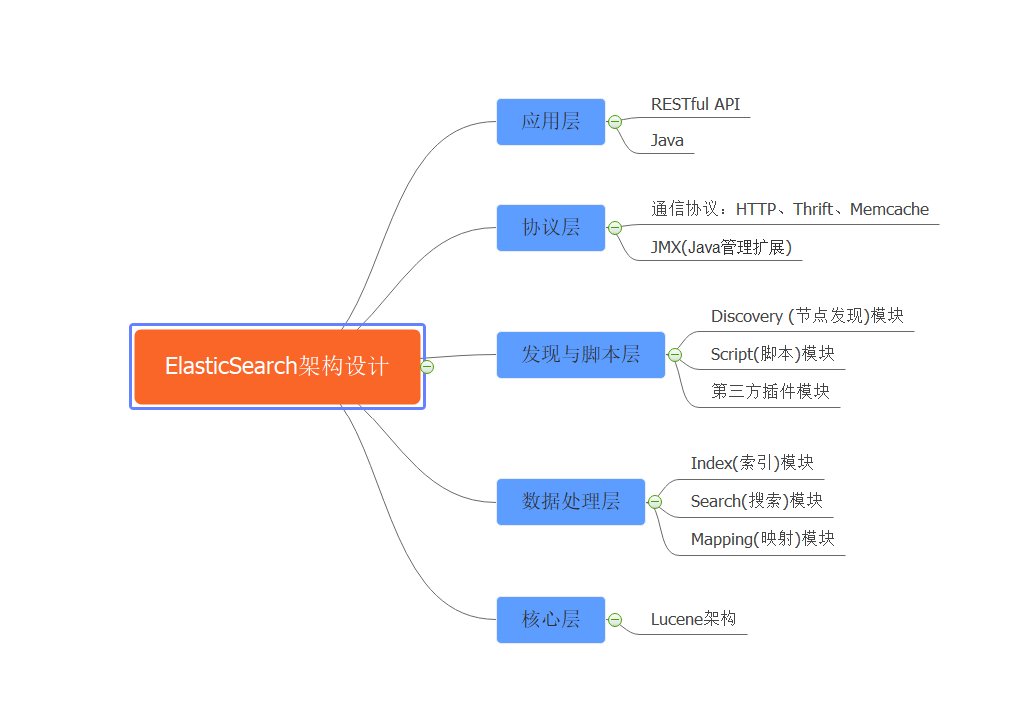 ElasticSearch架构设计
应用层
RESTful API
Java
协议层
通信协议：HTTP、Thrift、Memcache
JMX(Java管理扩展)
发现与脚本层
Discovery (节点发现)模块
Script(脚本)模块
第三方插件模块
数据处理层
Index(索引)模块
Search(搜索)模块
Mapping(映射)模块
核心层
Lucene架构